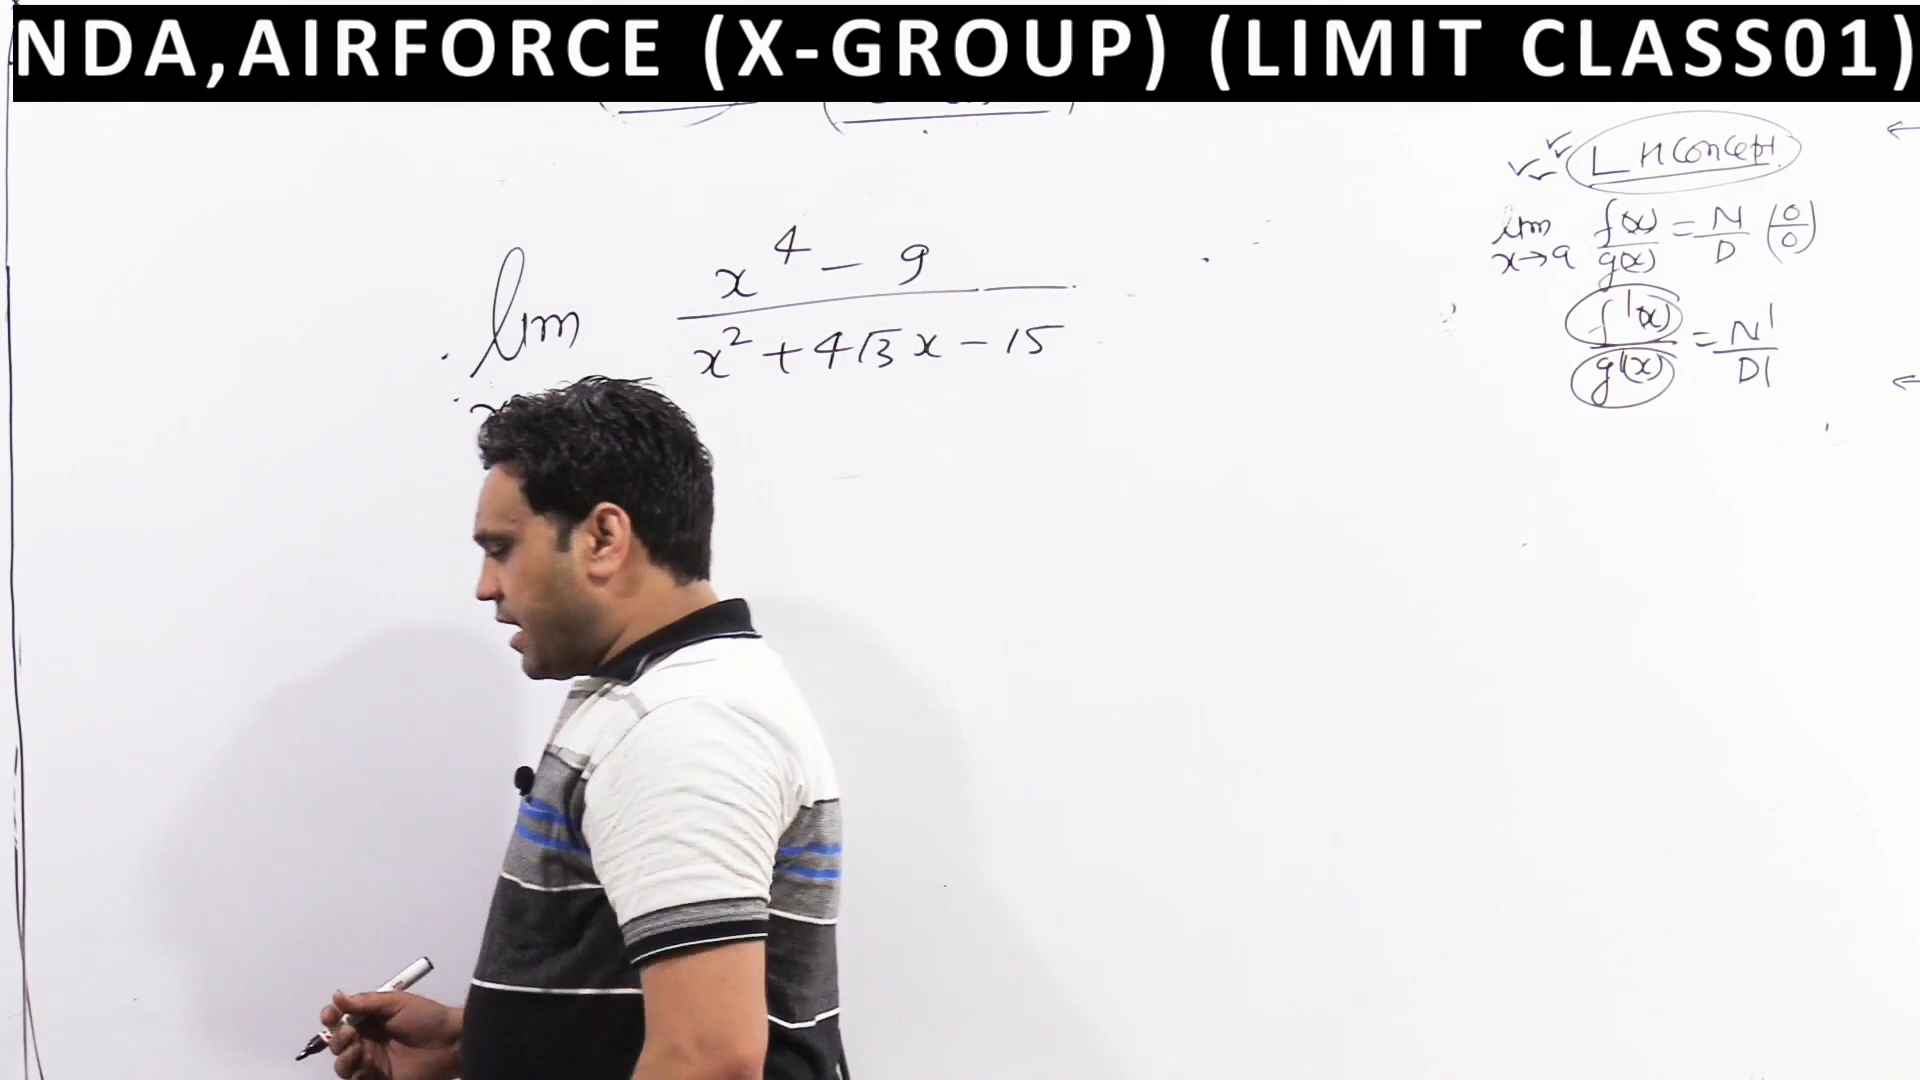 NDA,AIRFORCE (X-GROUP) (LIMIT CLASS01)
lim x⁴ - 9 / x² + 4√3 x - 15
x
L H Concept
lim x→a f(x)/g(x) = N/D (0/0)
f'(x)/g'(x) = N'/D'